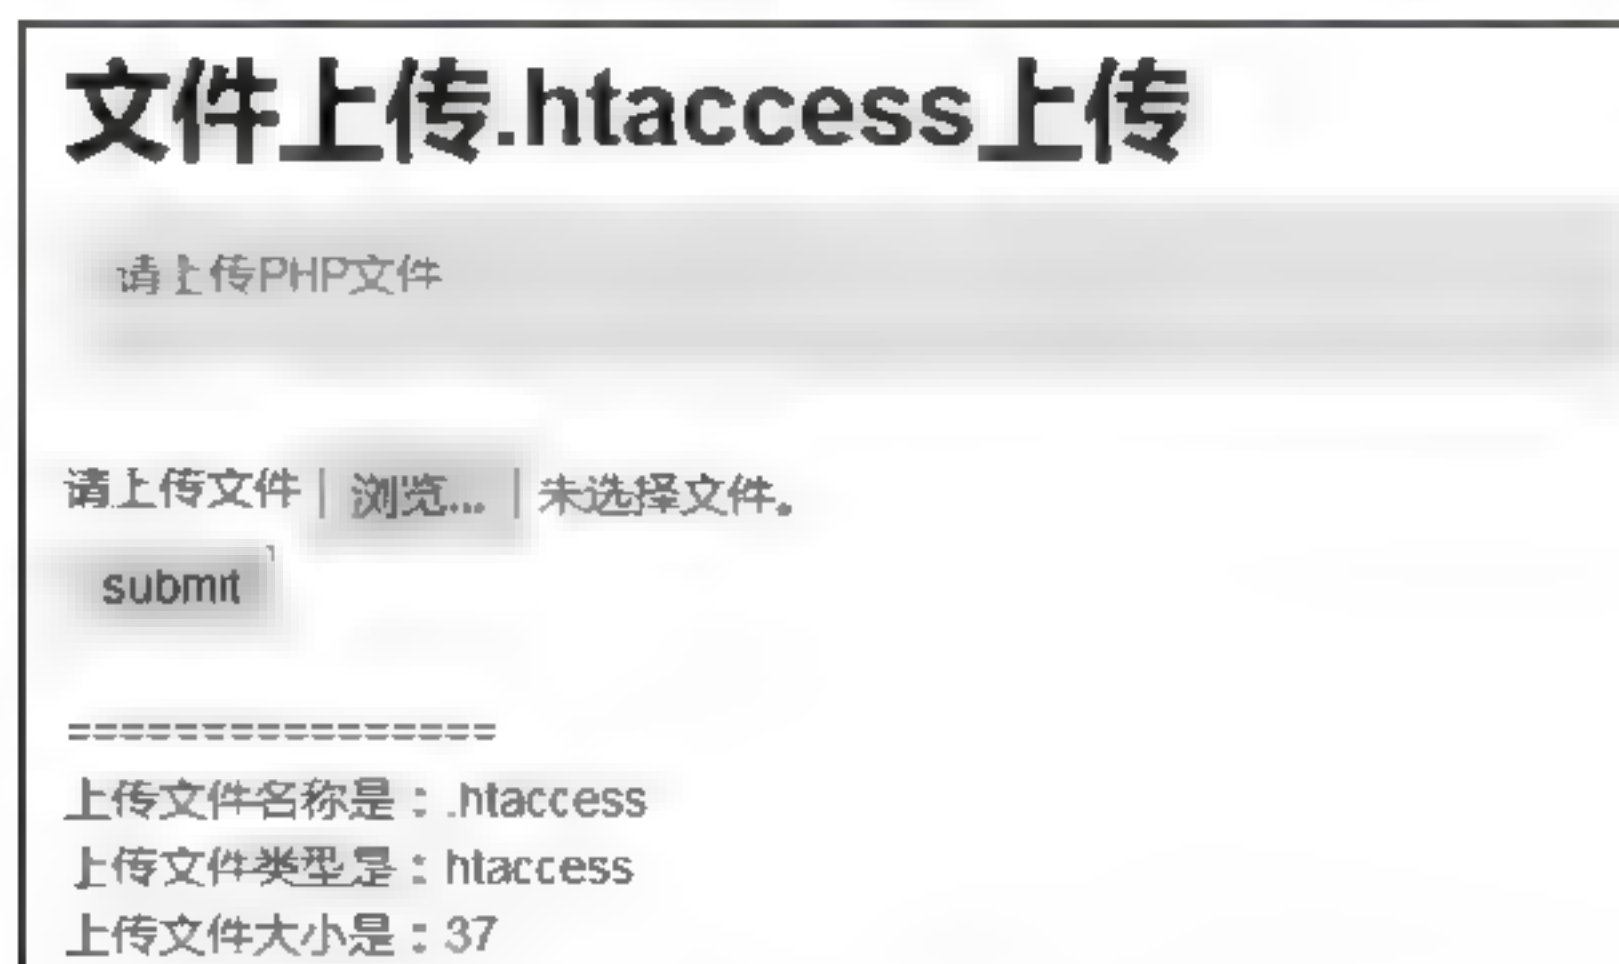 文件上传.htaccess上传
请上传PHP文件
请上传文件 浏览... 未选择文件。
submit
================
上传文件名称是：.htaccess
上传文件类型是：htaccess
上传文件大小是：37